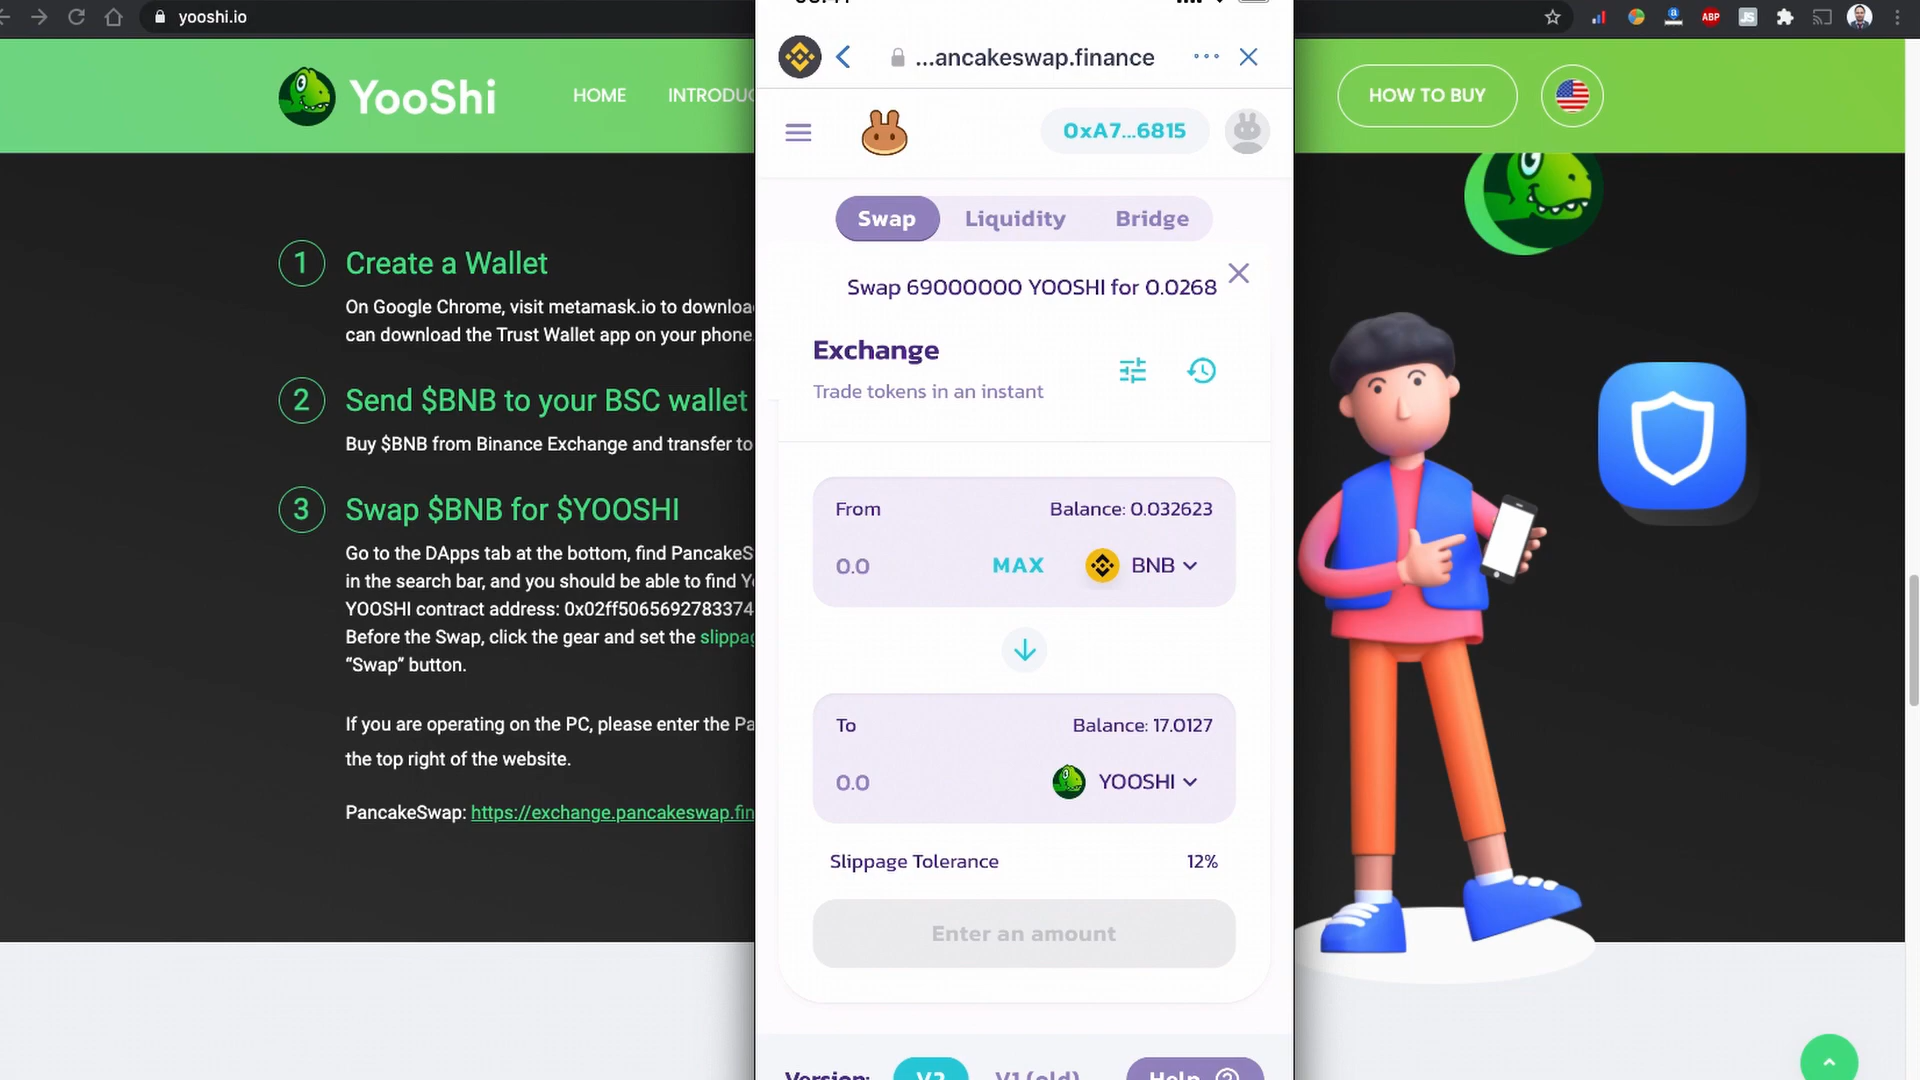 yooshi.io
ABP
YooShi
HOME
HOW TO BUY
1 Create a Wallet
On Google Chrome, visit metamask.io to
can download the Trust Wallet app on your phone.
2 Send $BNB to your BSC wallet
Buy $BNB from Binance Exchange and transfer to
3 Swap $BNB for $YOOSHI
Go to the DApps tab at the bottom, find
in the search bar, and you should be able to find
YOOSHI contract address:
Before the Swap, click the gear and set the
“Swap” button.
If you are operating on the PC, please enter the
the top right of the website.
PancakeSwap: https://exchange.pancakeswap.fin
...ancakeswap.finance
0xA7...6815
Swap Liquidity Bridge
Swap 69000000 YOOSHI for 0.0268
Exchange
Trade tokens in an instant
From Balance: 0.032623
0.0 MAX BNB
To Balance: 17.0127
0.0 YOOSHI
Slippage Tolerance 12%
Enter an amount
Version: V2 V1 (old) Help